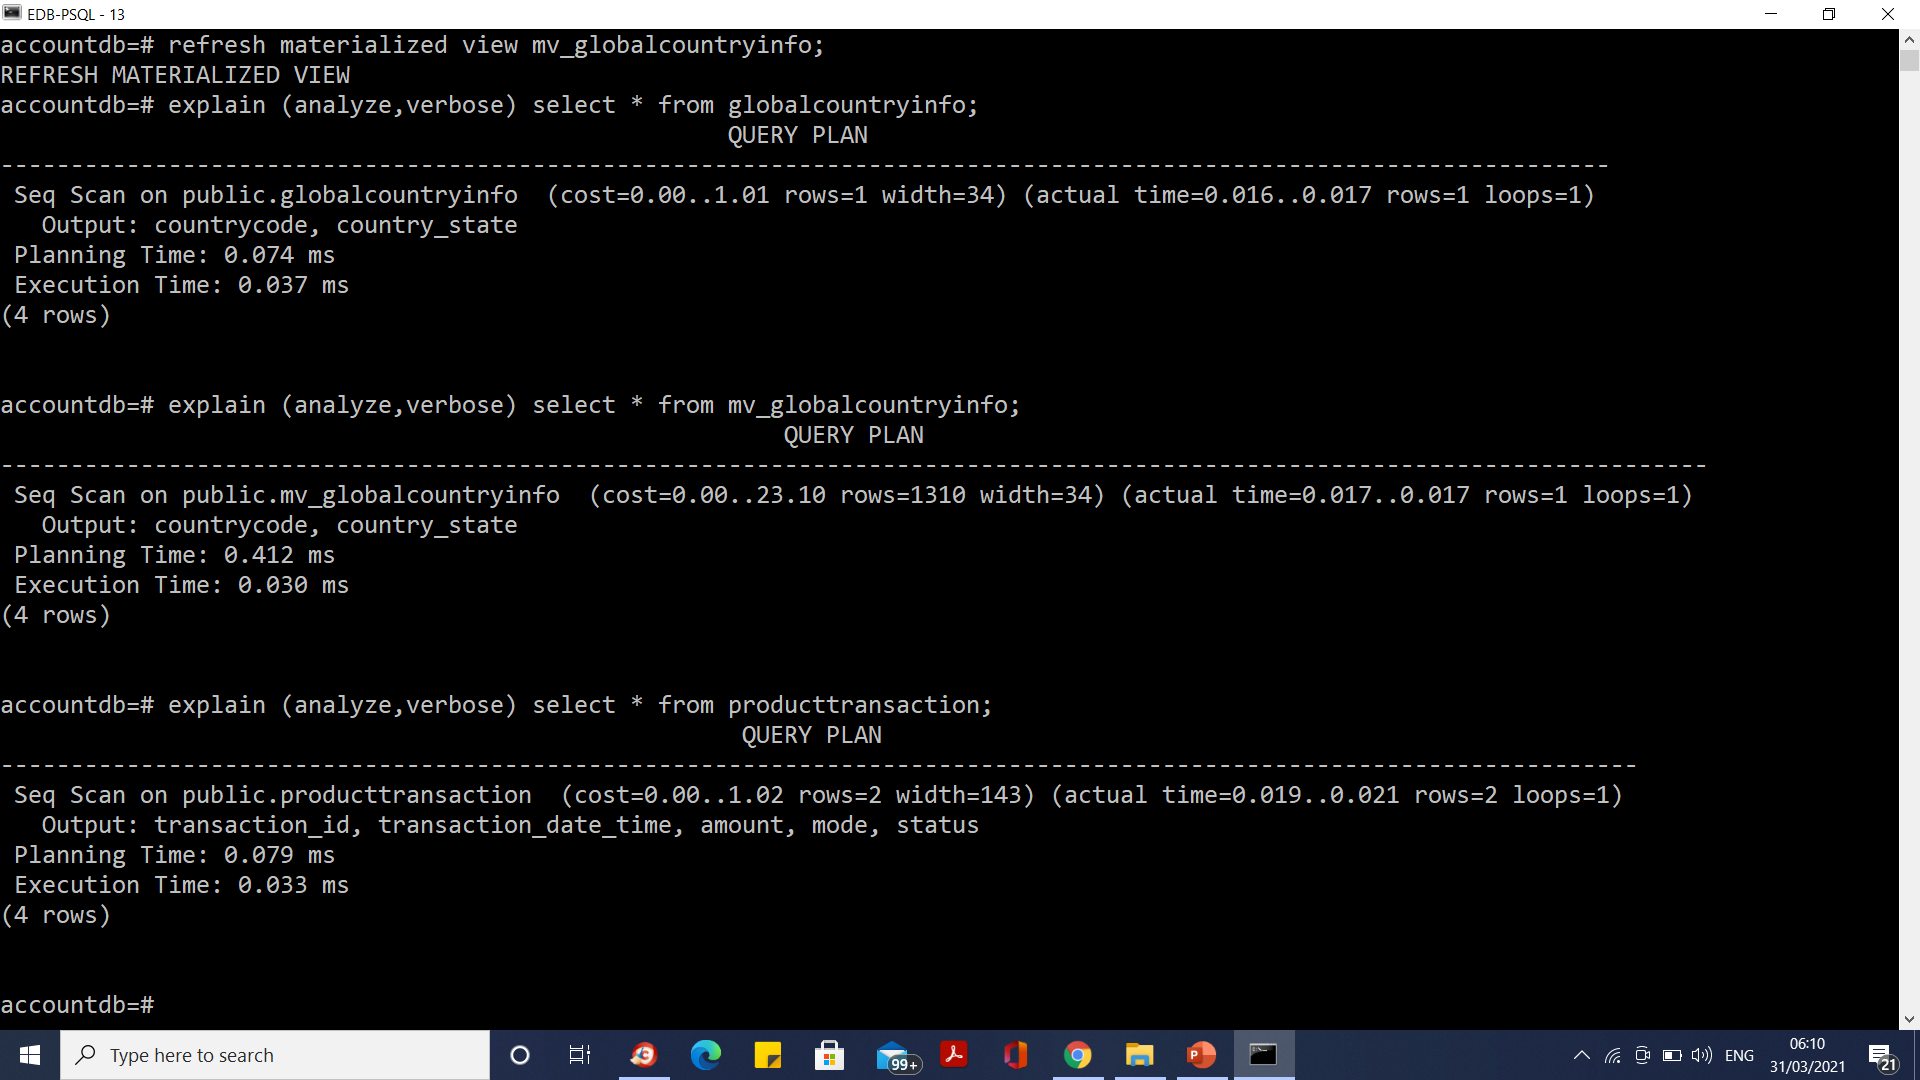 EDB-PSQL - 13
accountdb=# refresh materialized view mv_globalcountryinfo;
REFRESH MATERIALIZED VIEW
accountdb=# explain (analyze,verbose) select * from globalcountryinfo;
QUERY PLAN
-------------------------------------------------------------------------------------------------------------------
Seq Scan on public.globalcountryinfo  (cost=0.00..1.01 rows=1 width=34) (actual time=0.016..0.017 rows=1 loops=1)
Output: countrycode, country_state
Planning Time: 0.074 ms
Execution Time: 0.037 ms
(4 rows)
accountdb=# explain (analyze,verbose) select * from mv_globalcountryinfo;
QUERY PLAN
--------------------------------------------------------------------------------------------------------------------------
Seq Scan on public.mv_globalcountryinfo  (cost=0.00..23.10 rows=1310 width=34) (actual time=0.017..0.017 rows=1 loops=1)
Output: countrycode, country_state
Planning Time: 0.412 ms
Execution Time: 0.030 ms
(4 rows)
accountdb=# explain (analyze,verbose) select * from producttransaction;
QUERY PLAN
---------------------------------------------------------------------------------------------------------------------
Seq Scan on public.producttransaction  (cost=0.00..1.02 rows=2 width=143) (actual time=0.019..0.021 rows=2 loops=1)
Output: transaction_id, transaction_date_time, amount, mode, status
Planning Time: 0.079 ms
Execution Time: 0.033 ms
(4 rows)
accountdb=#
Type here to search
99+
ENG
06:10
31/03/2021
21